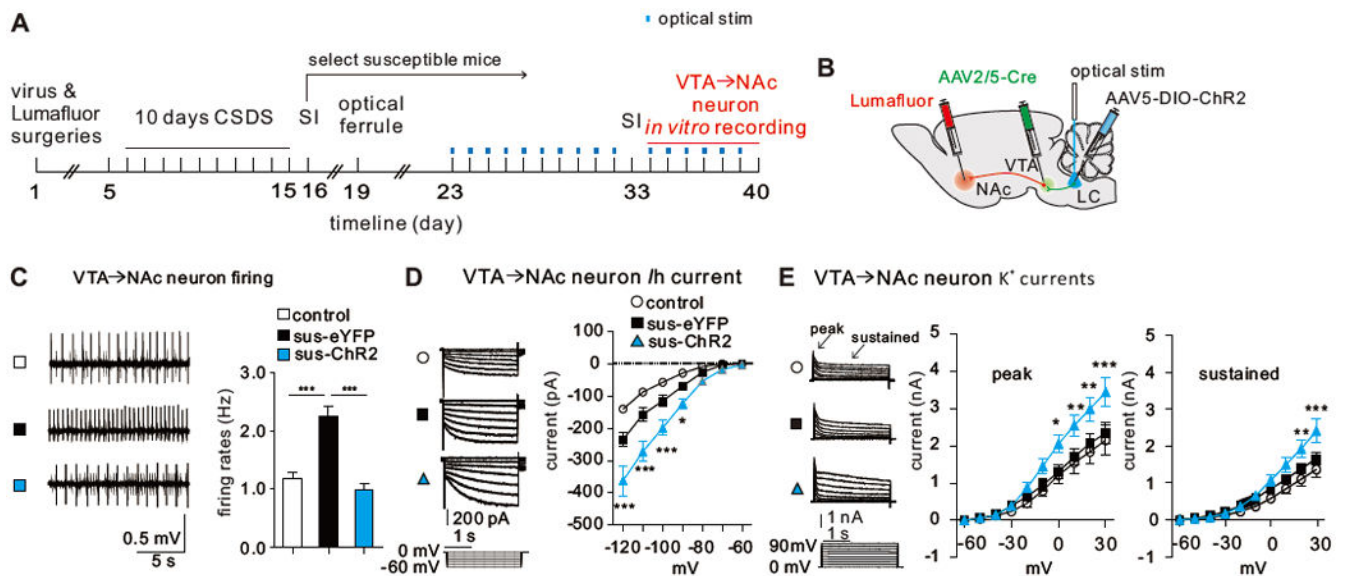 A
optical stim
select susceptible mice
virus &
Lumafluor
surgeries
10 days CSDS
SI
optical
ferrule
SI
VTA→NAc
neuron
in vitro recording
1 5 15 16 19 23 33 40
timeline (day)
B
AAV2/5-Cre
optical stim
Lumafluor
AAV5-DIO-ChR2
VTA
NAc
LC
C
VTA→NAc neuron firing
control
sus-eYFP
sus-ChR2
*** ***
firing rates (Hz)
3.0
2.0
1.0
0.0
0.5 mV
5 s
D
VTA→NAc neuron Ih current
control
sus-eYFP
sus-ChR2
current (pA)
100
0
-100
-200
-300
-400
-500
*
***
***
***
-120 -100 -80 -60
mV
200 pA
1 s
0 mV
-60 mV
E
VTA→NAc neuron K+ currents
peak
sustained
1 nA
1 s
90mV
0 mV
peak
current (nA)
5
4
3
2
1
0
-1
* ** ** ***
-60 -30 0 30
mV
sustained
current (nA)
5
4
3
2
1
0
-1
** ***
-60 -30 0 30
mV